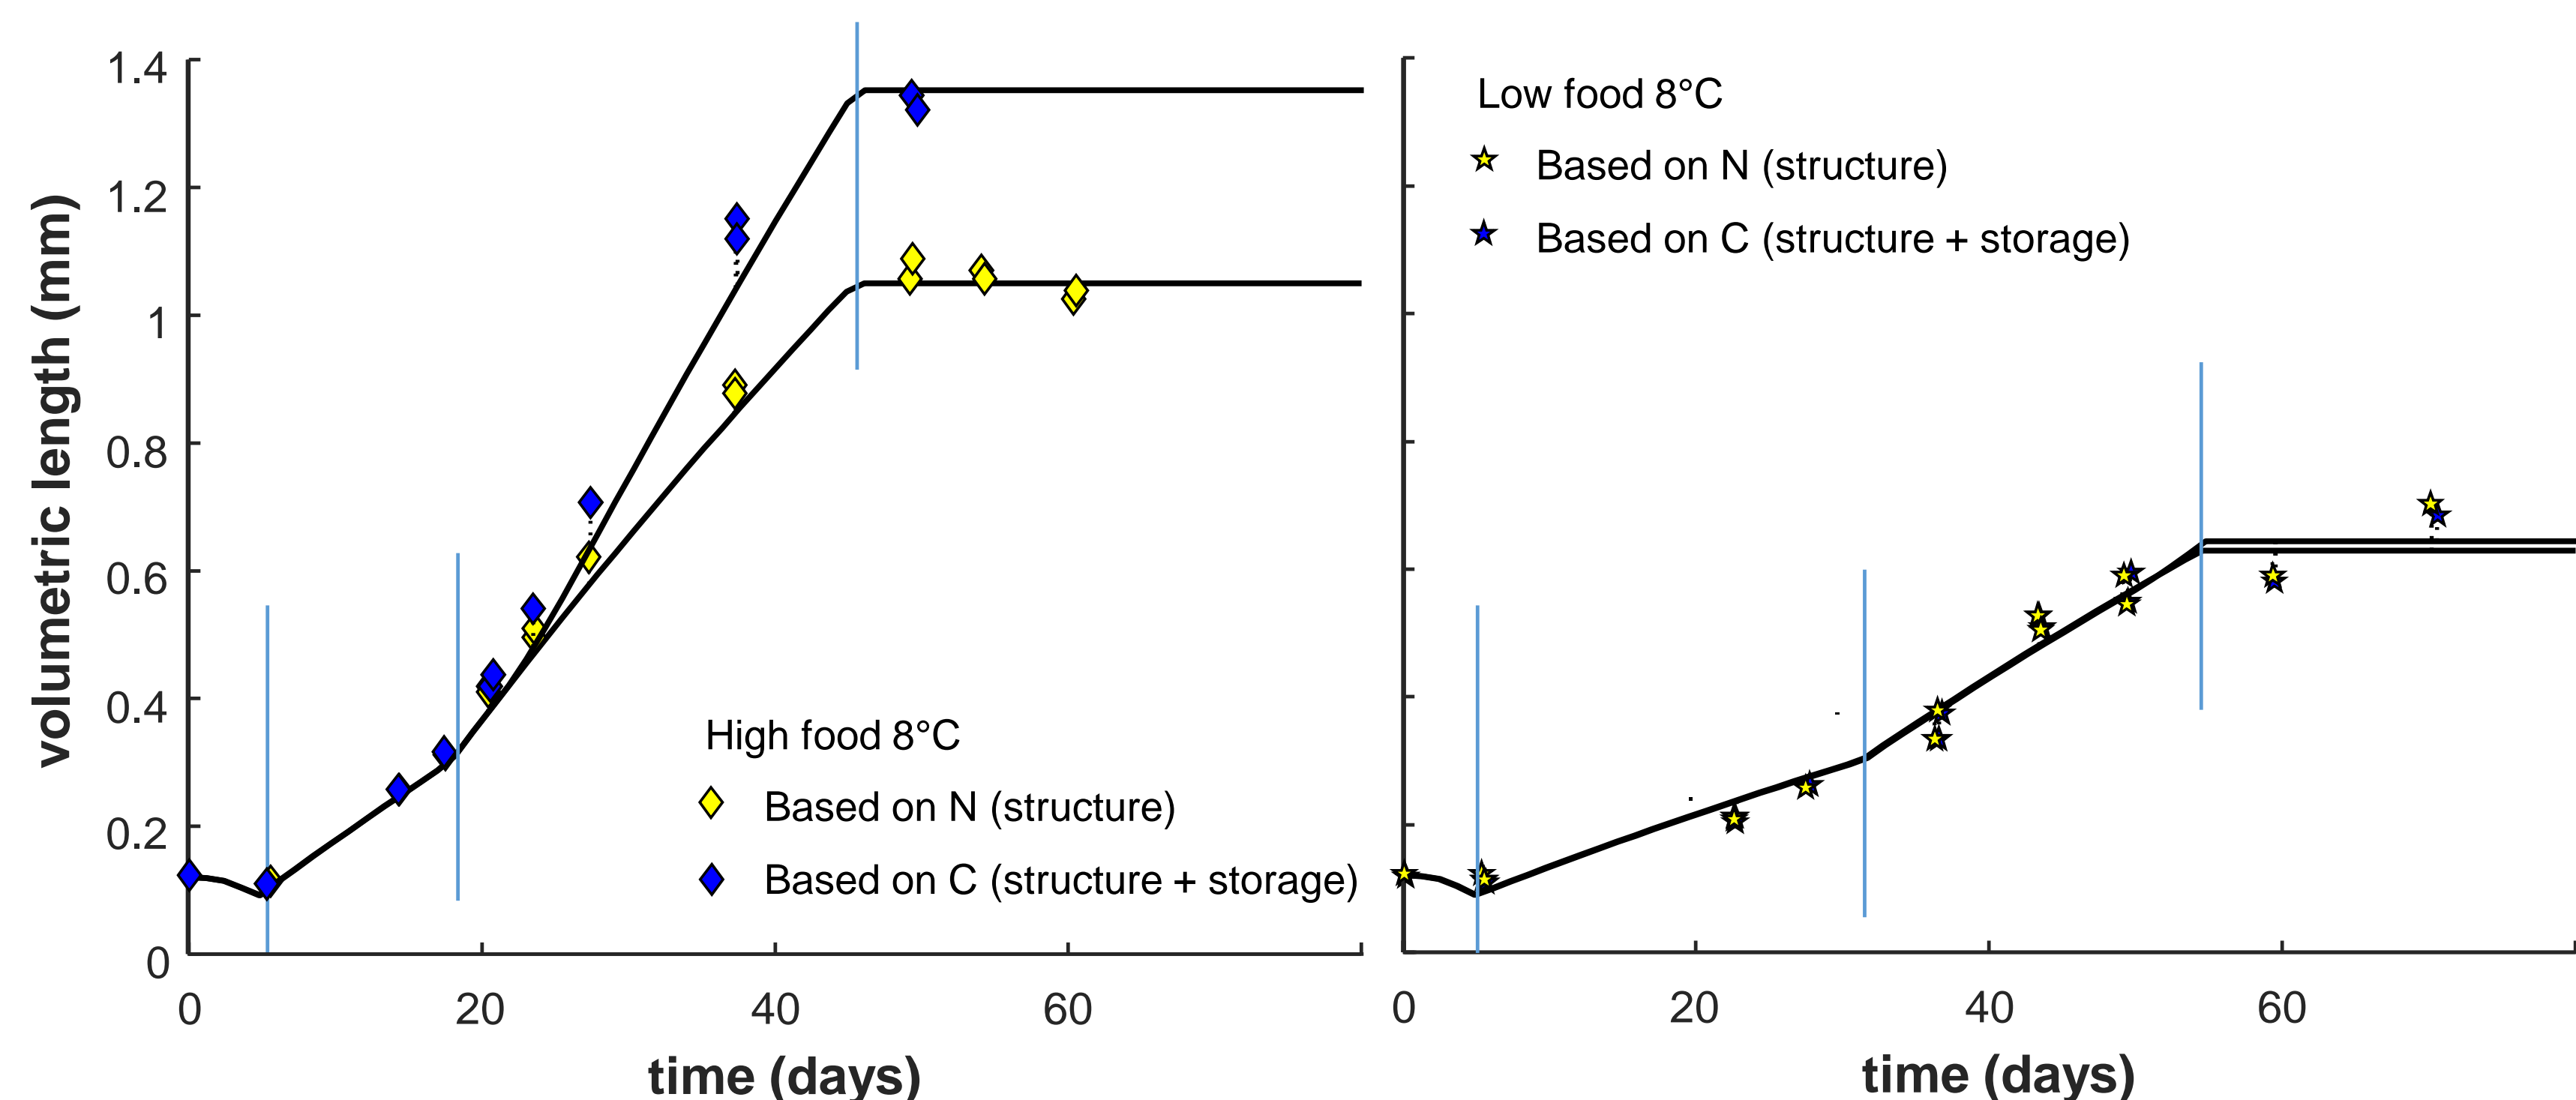 volumetric length (mm)
1.4
1.2
1
0.8
0.6
0.4
0.2
0
0 20 40 60
time (days)
High food 8°C
Based on N (structure)
Based on C (structure + storage)
Low food 8°C
Based on N (structure)
Based on C (structure + storage)
0 20 40 60
time (days)